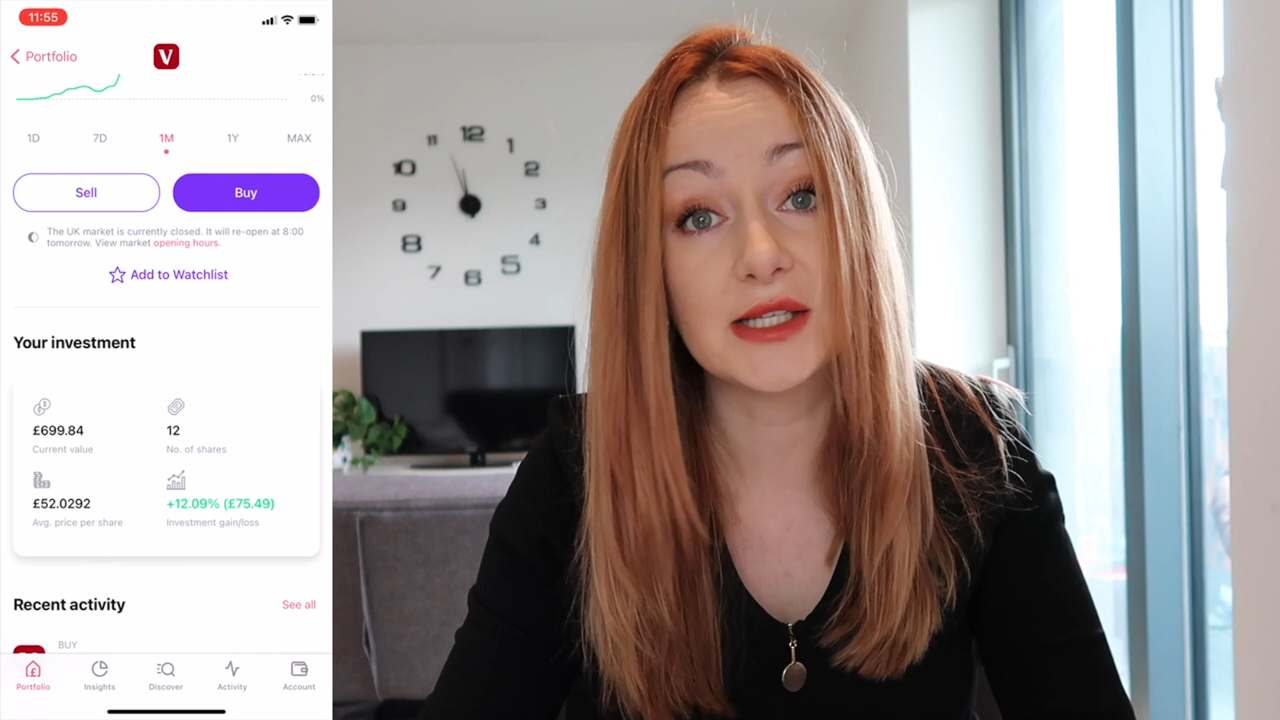 11:55
Portfolio
V
0%
1D 7D 1M 1Y MAX
Sell Buy
The UK market is currently closed. It will re-open at 8:00
tomorrow. View market opening hours.
Add to Watchlist
Your investment
£699.84 12
Current value No. of shares
£52.0292 +12.09% (£75.49)
Avg. price per share Investment gain/loss
Recent activity See all
BUY
Portfolio Insights Discover Activity Account
12
11 1
10 2
9 3
8 4
7 5
6